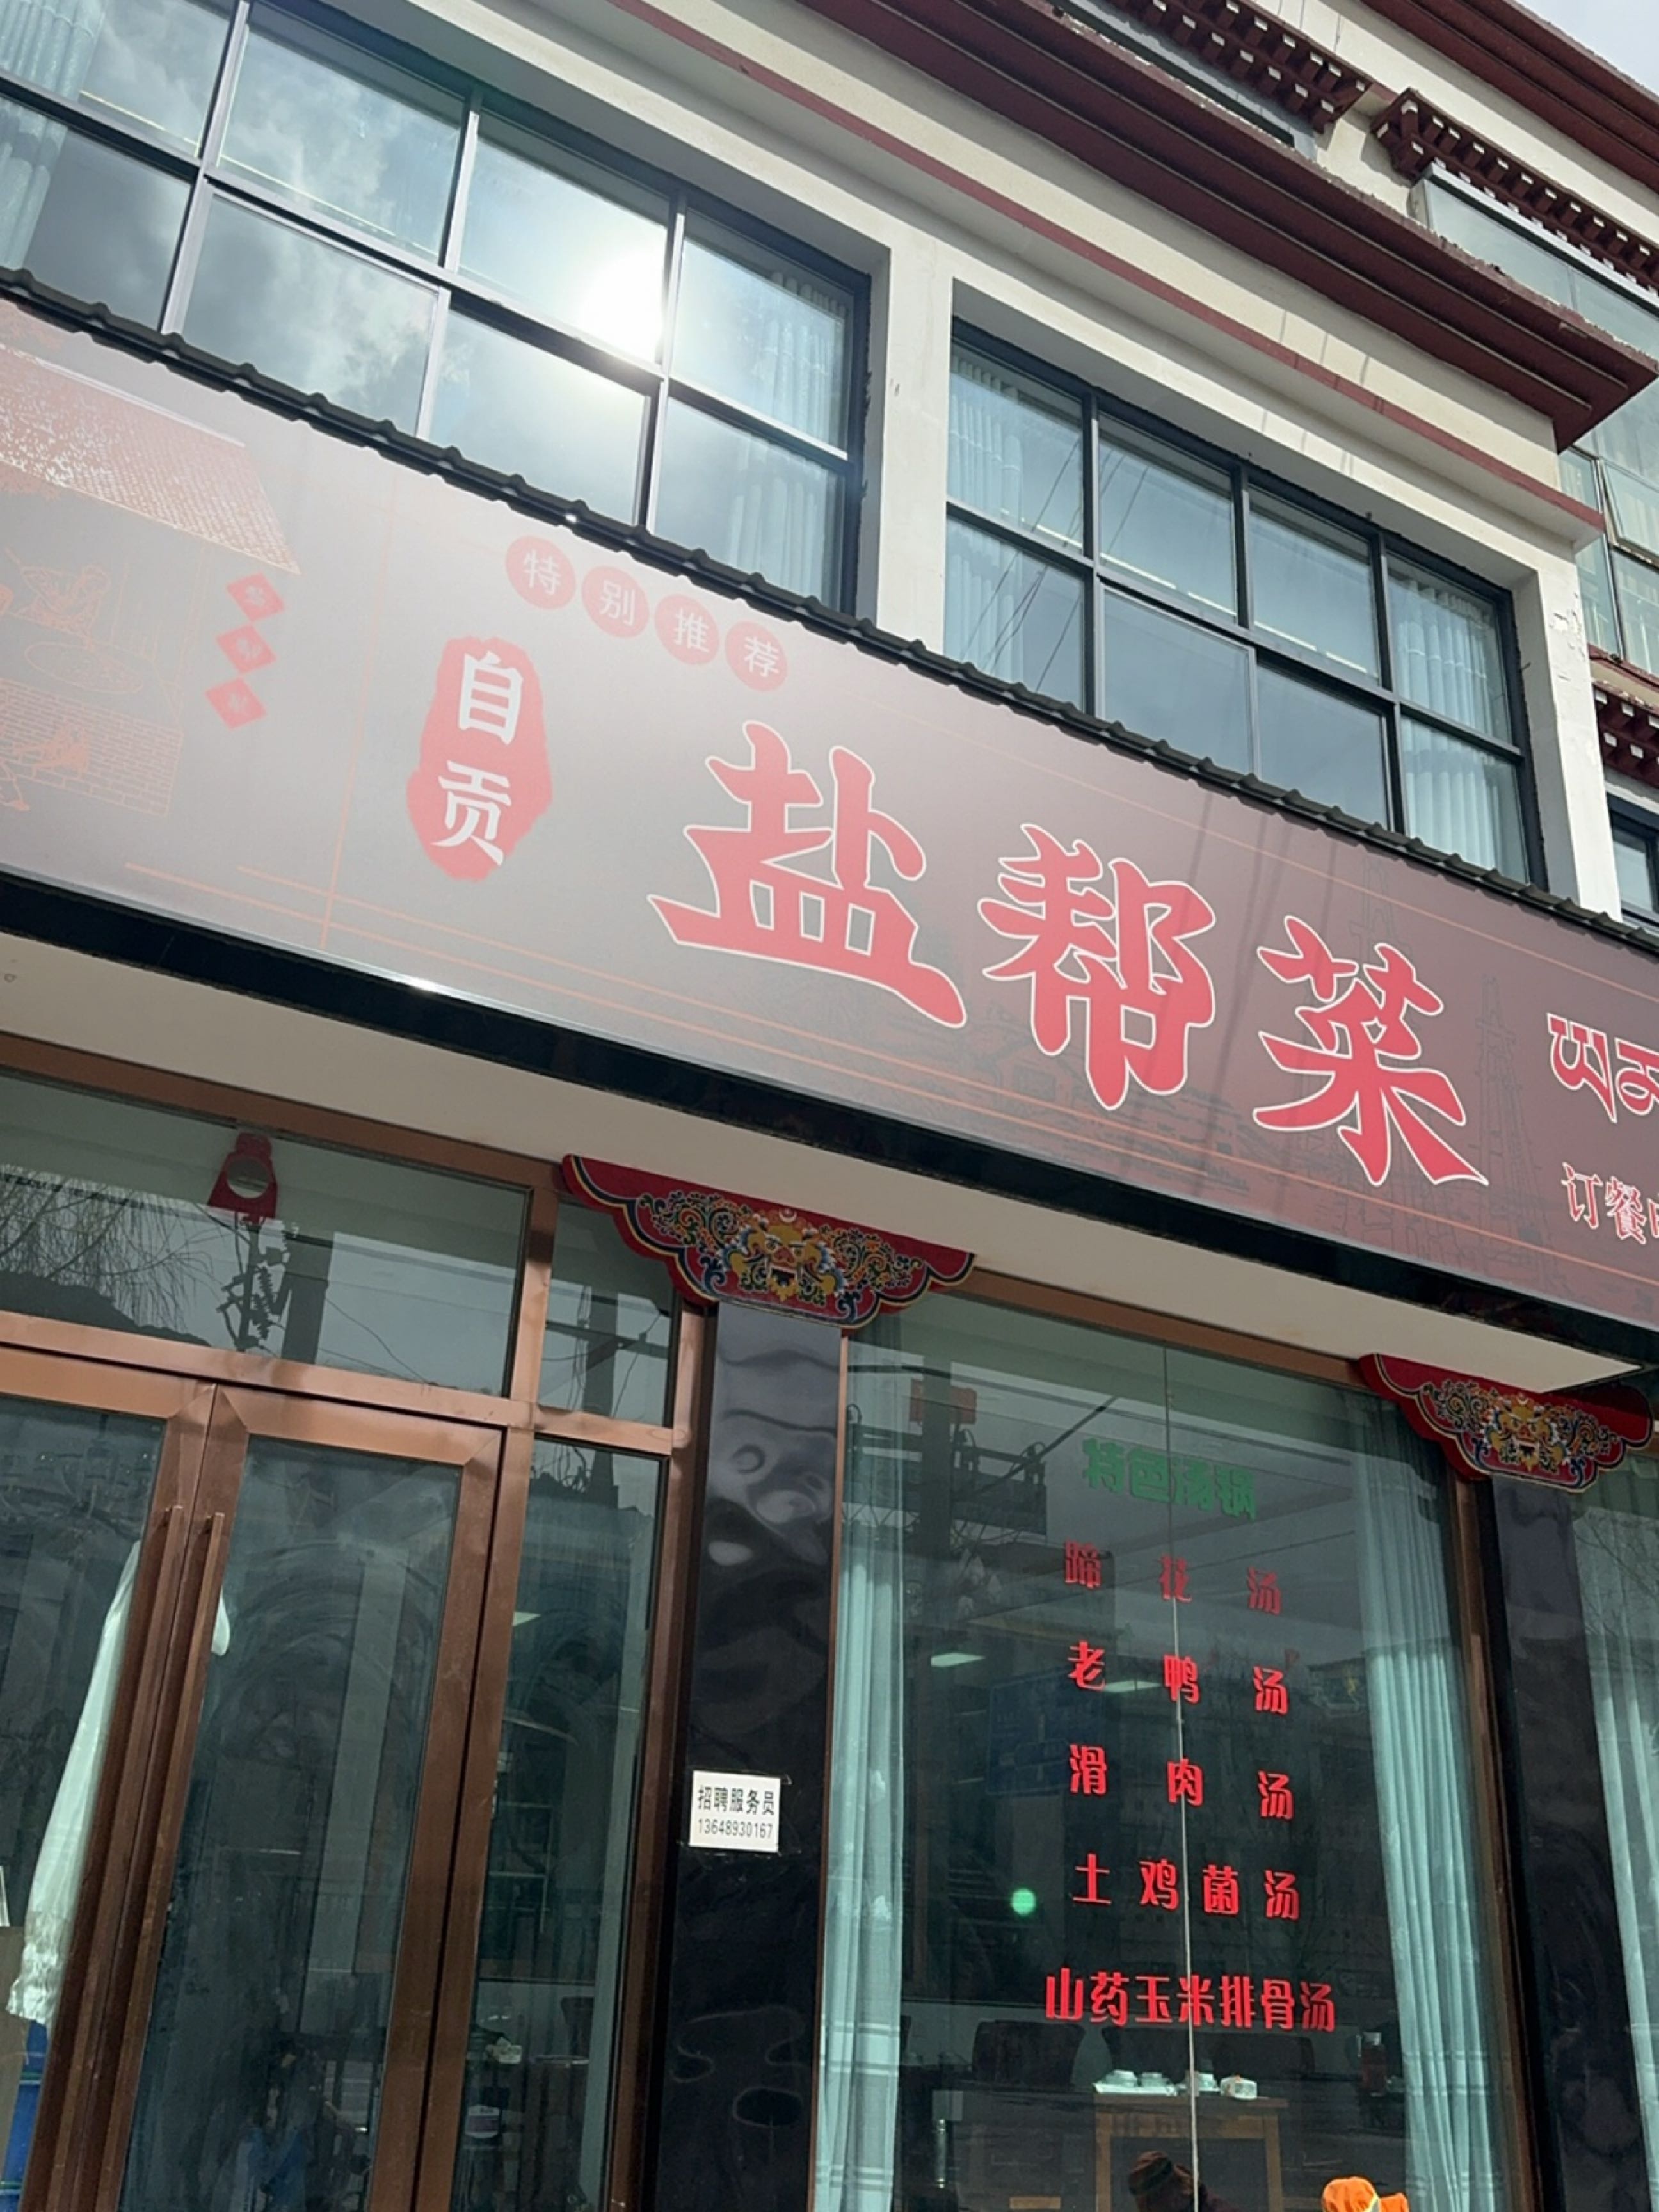 特别推荐
自贡
盐帮菜
订餐
特色汤锅
蹄花汤
老鸭汤
滑肉汤
土鸡菌汤
山药玉米排骨汤
招聘服务员
13648930167